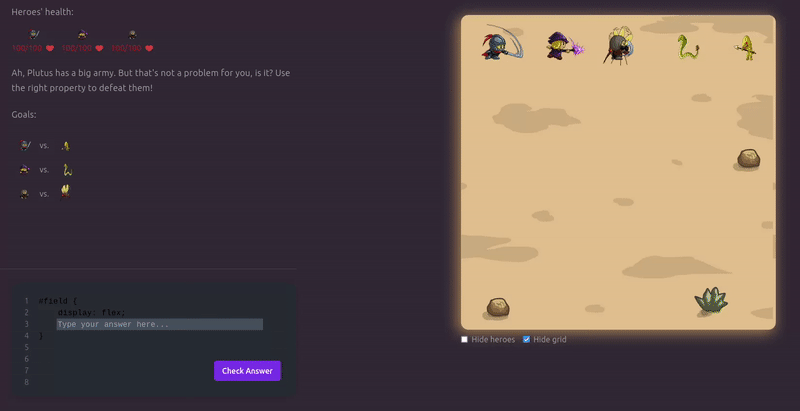 Heroes' health:
100/100 100/100 100/100
Ah, Plutus has a big army. But that's not a problem for you, is it? Use
the right property to defeat them!
Goals:
vs.
vs.
vs.
1 #field {
2 display: flex;
3 Type your answer here...
4 }
5
6
7
8
Check Answer
Hide heroes Hide grid